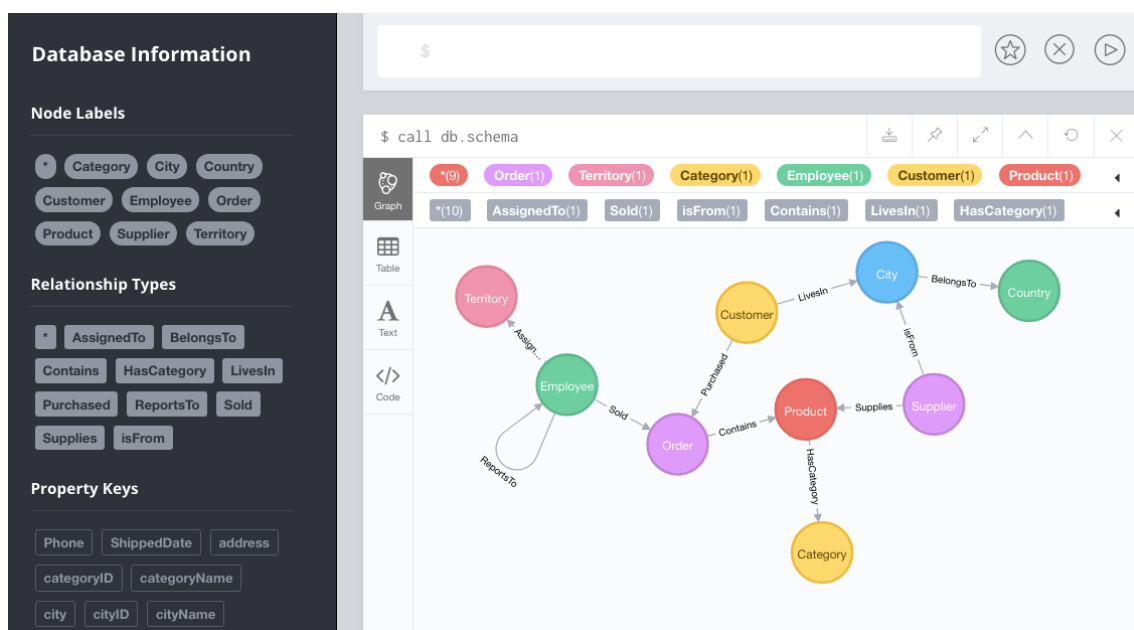 Database Information
Node Labels
* Category City Country
Customer Employee Order
Product Supplier Territory
Relationship Types
* AssignedTo BelongsTo
Contains HasCategory LivesIn
Purchased ReportsTo Sold
Supplies isFrom
Property Keys
Phone ShippedDate address
categoryID categoryName
city cityID cityName
$
$ call db.schema
Graph
Table
A
Text
</>
Code
*(9) Order(1) Territory(1) Category(1) Employee(1) Customer(1) Product(1)
*(10) AssignedTo(1) Sold(1) isFrom(1) Contains(1) LivesIn(1) HasCategory(1)
Territory
Assign...
Employee
ReportsTo
Sold
Order
Purchased
Customer
LivesIn
City
BelongsTo
Country
isFrom
Supplier
Supplies
Product
Contains
HasCategory
Category